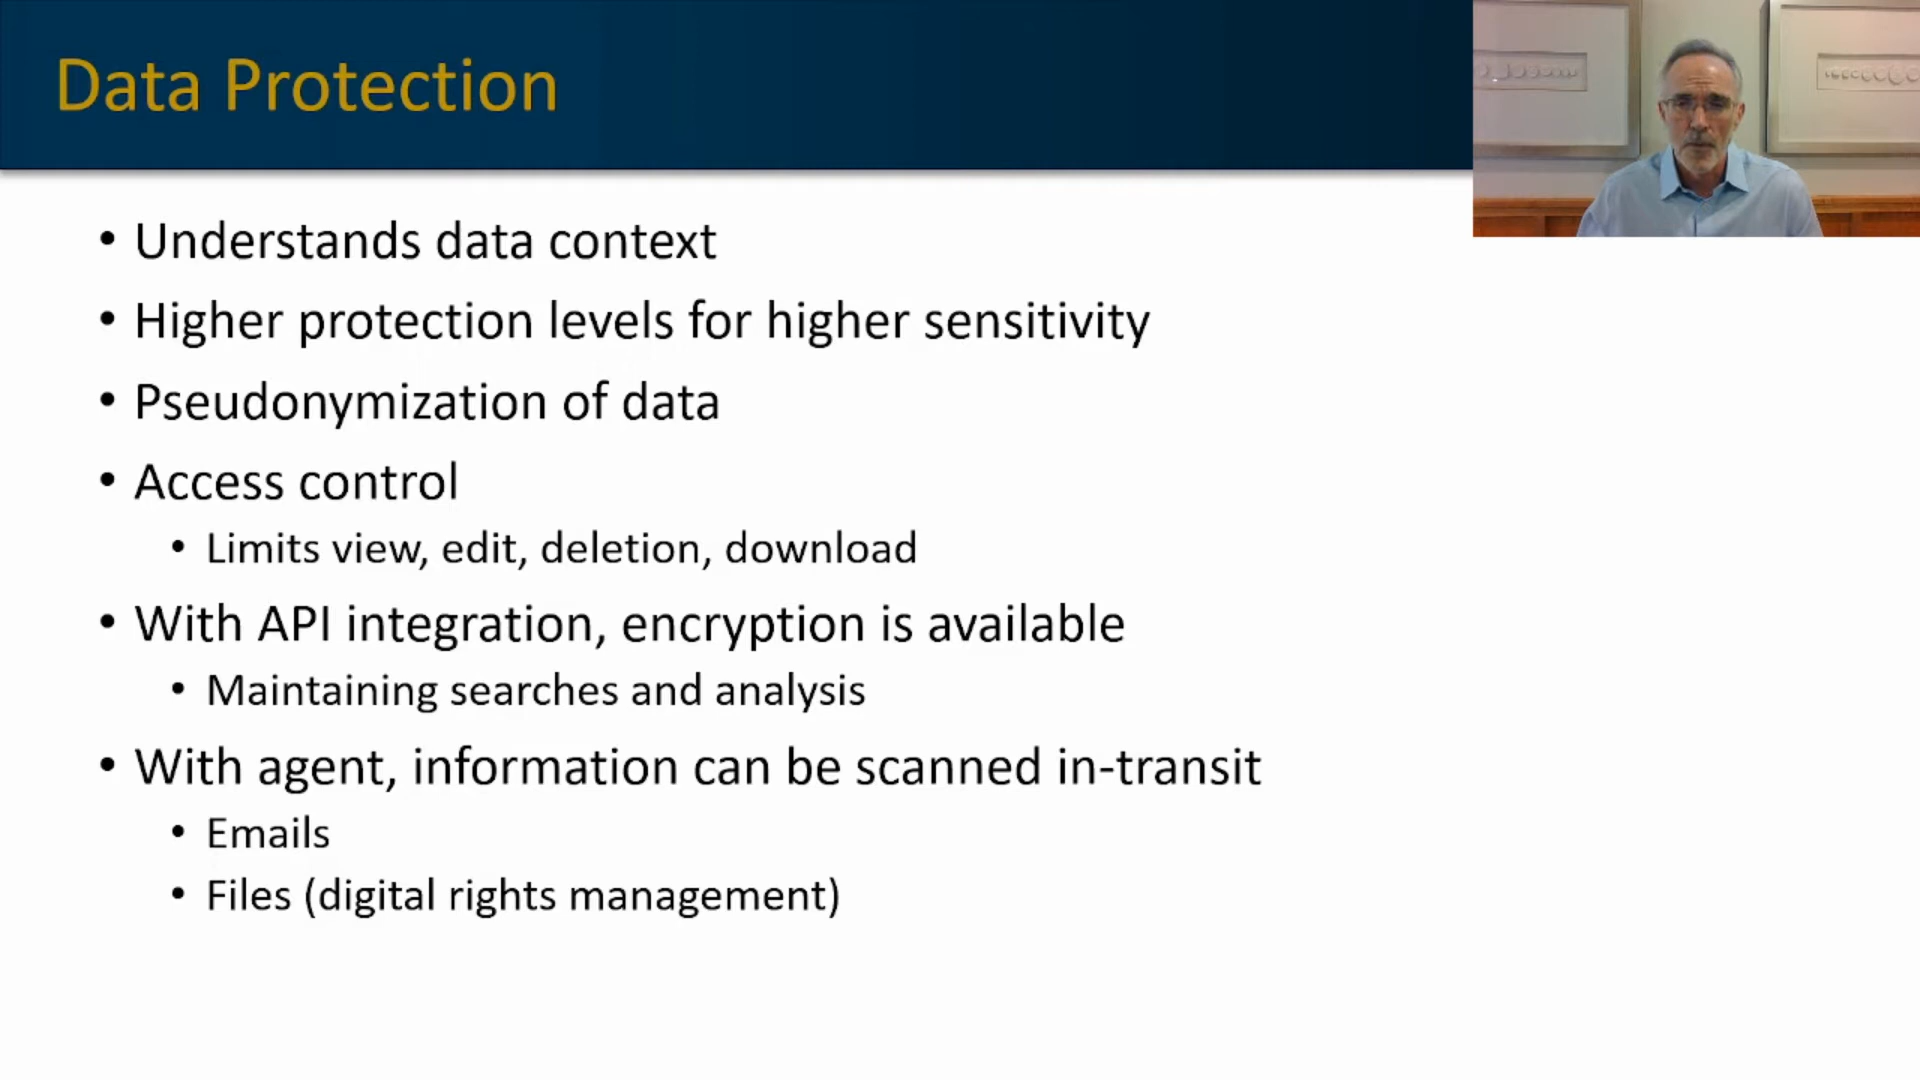 Data Protection
• Understands data context
• Higher protection levels for higher sensitivity
• Pseudonymization of data
• Access control
• Limits view, edit, deletion, download
• With API integration, encryption is available
• Maintaining searches and analysis
• With agent, information can be scanned in-transit
• Emails
• Files (digital rights management)